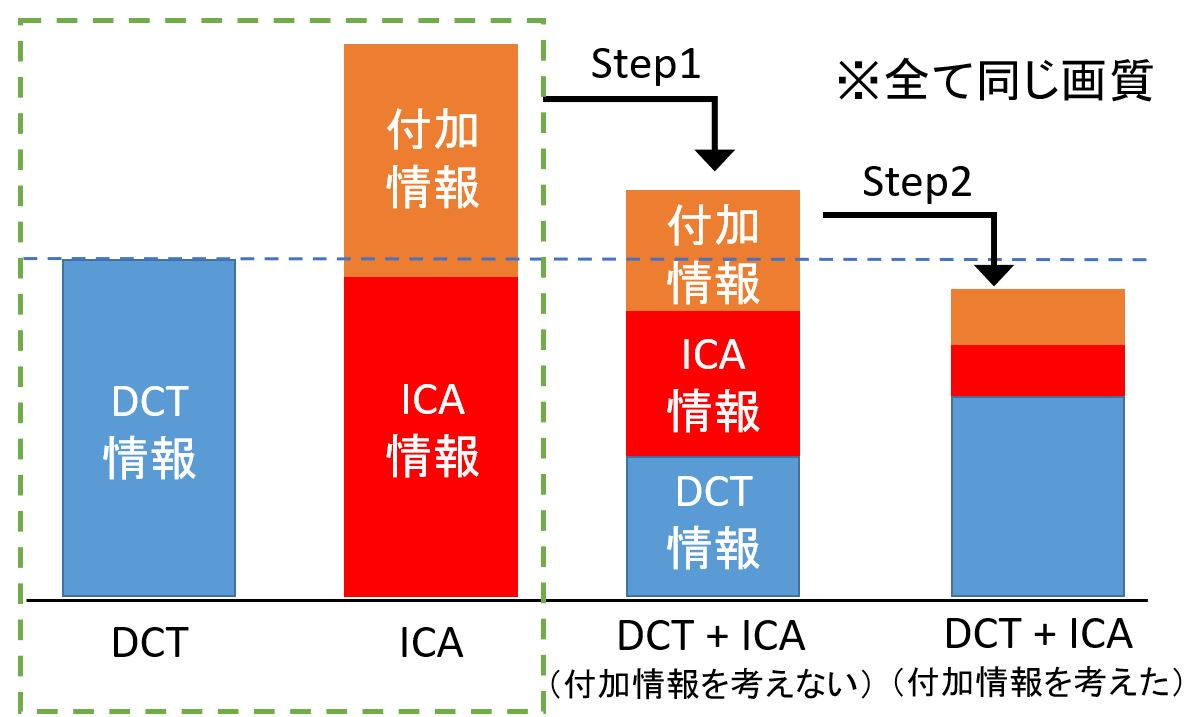 Step1
※全て同じ画質
付加
情報
Step2
付加
情報
ICA
情報
DCT
情報
ICA
情報
DCT
情報
DCT
ICA
DCT + ICA
（付加情報を考えない）
DCT + ICA
（付加情報を考えた）